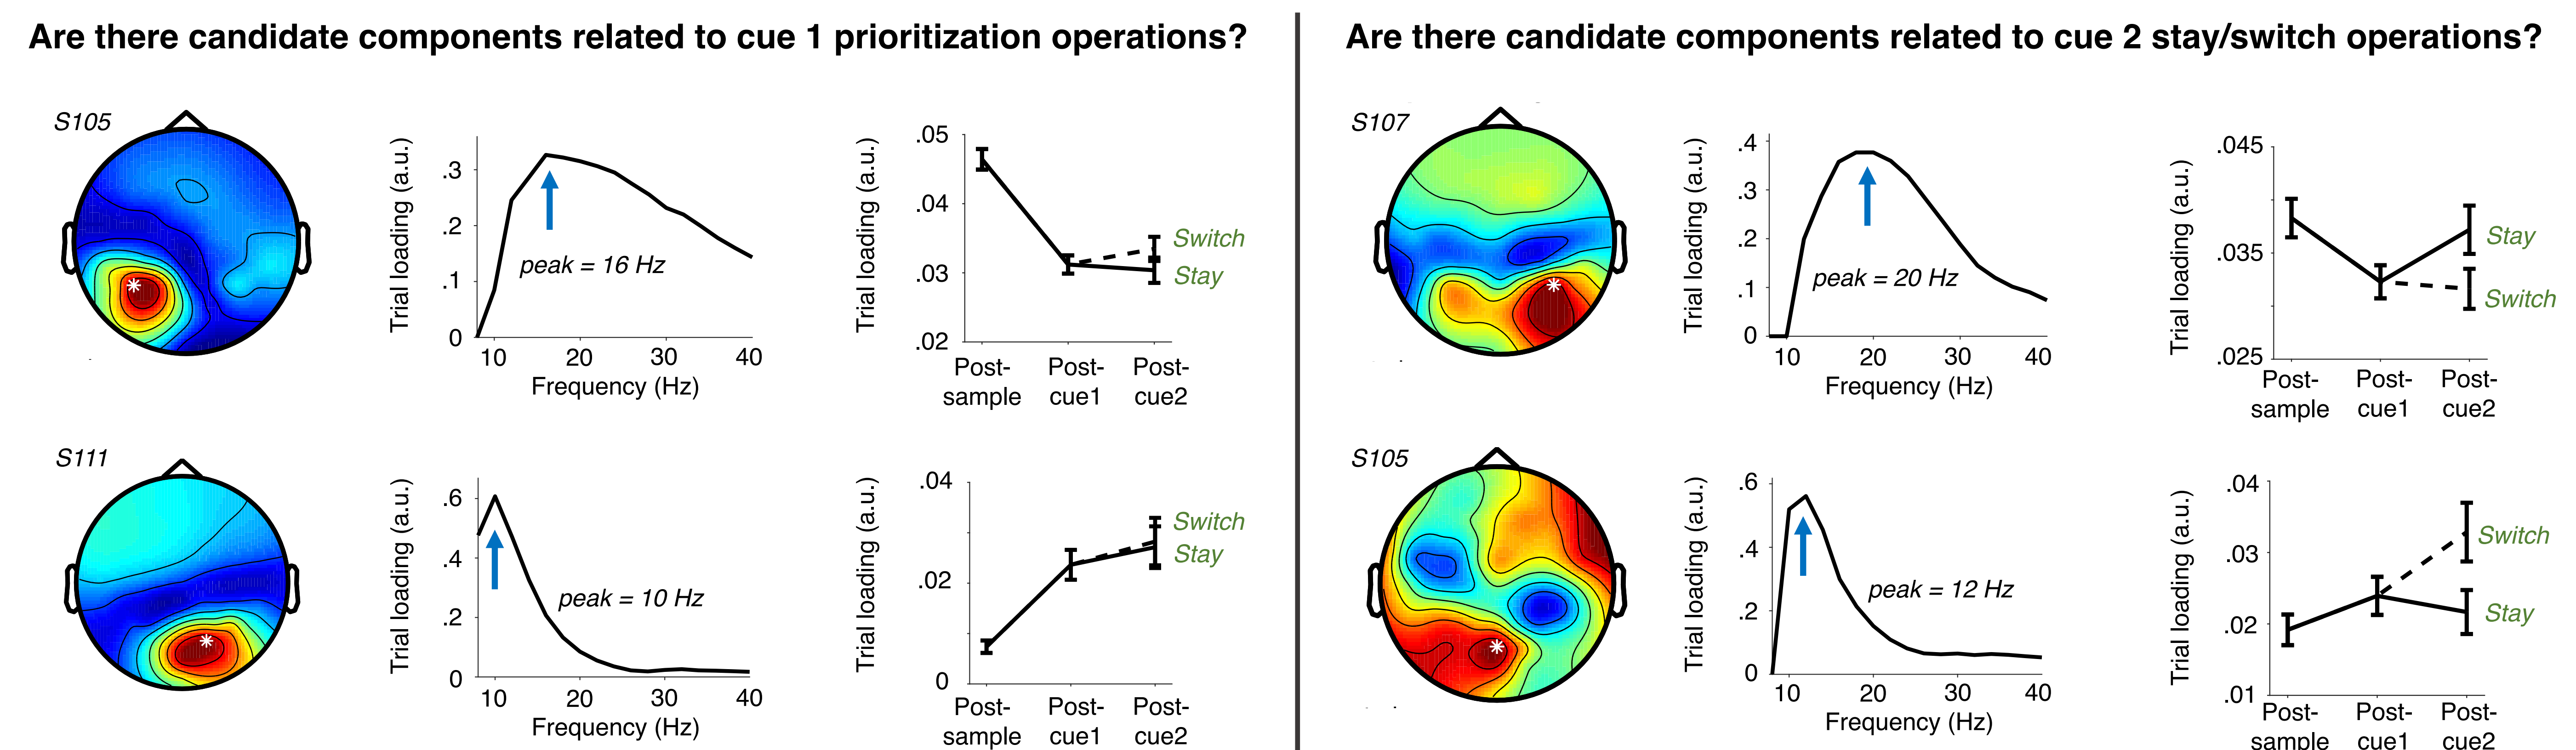 Are there candidate components related to cue 1 prioritization operations?
S105
Trial loading (a.u.)
.3
.2
.1
0
10 20 30 40
Frequency (Hz)
peak = 16 Hz
Trial loading (a.u.)
.05
.04
.03
.02
Switch
Stay
Post-sample
Post-cue1
Post-cue2
S111
Trial loading (a.u.)
.6
.4
.2
0
10 20 30 40
Frequency (Hz)
peak = 10 Hz
Trial loading (a.u.)
.04
.02
0
Switch
Stay
Post-sample
Post-cue1
Post-cue2
Are there candidate components related to cue 2 stay/switch operations?
S107
Trial loading (a.u.)
.4
.3
.2
.1
0
10 20 30 40
Frequency (Hz)
peak = 20 Hz
Trial loading (a.u.)
.045
.035
.025
Stay
Switch
Post-sample
Post-cue1
Post-cue2
S105
Trial loading (a.u.)
.6
.4
.2
0
10 20 30 40
Frequency (Hz)
peak = 12 Hz
Trial loading (a.u.)
.04
.03
.02
.01
Switch
Stay
Post-sample
Post-cue1
Post-cue2